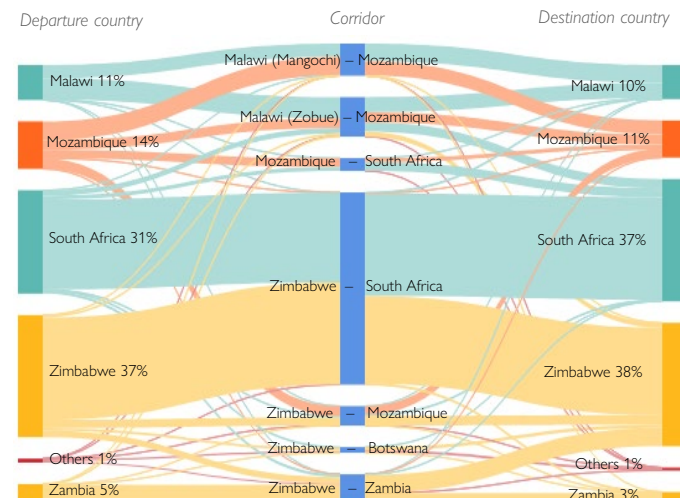 Departure country
Corridor
Destination country
Malawi (Mangochi) – Mozambique
Malawi 11%
Malawi 10%
Malawi (Zobue) – Mozambique
Mozambique 14%
Mozambique 11%
Mozambique – South Africa
South Africa 31%
South Africa 37%
Zimbabwe – South Africa
Zimbabwe 37%
Zimbabwe 38%
Zimbabwe – Mozambique
Zimbabwe – Botswana
Others 1%
Others 1%
Zambia 5%
Zimbabwe – Zambia
Zambia 3%